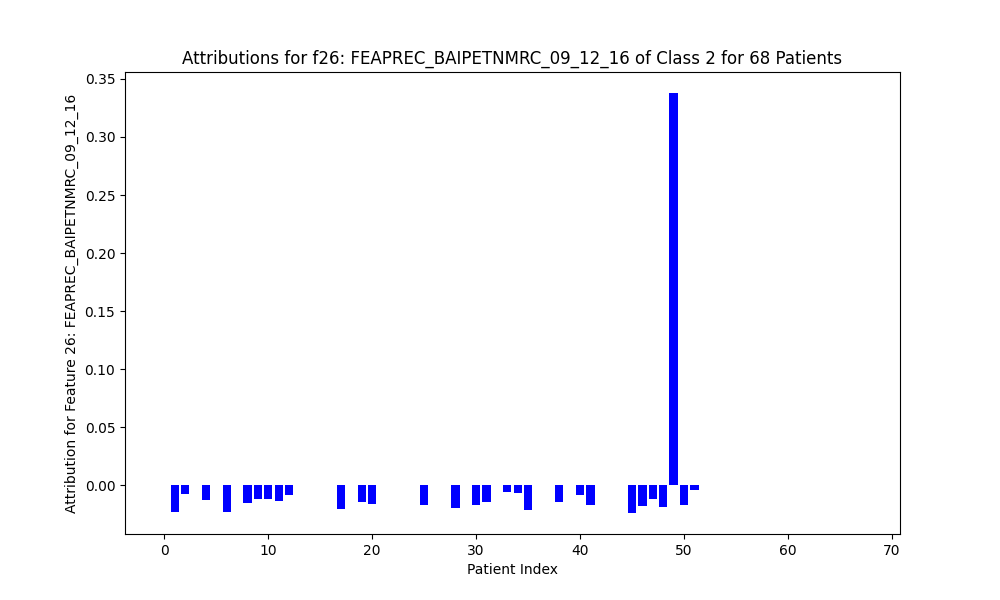 Attributions for f26: FEAPREC_BAIPETNMRC_09_12_16 of Class 2 for 68 Patients
Attribution for Feature 26: FEAPREC_BAIPETNMRC_09_12_16
0.35
0.30
0.25
0.20
0.15
0.10
0.05
0.00
0 10 20 30 40 50 60 70
Patient Index